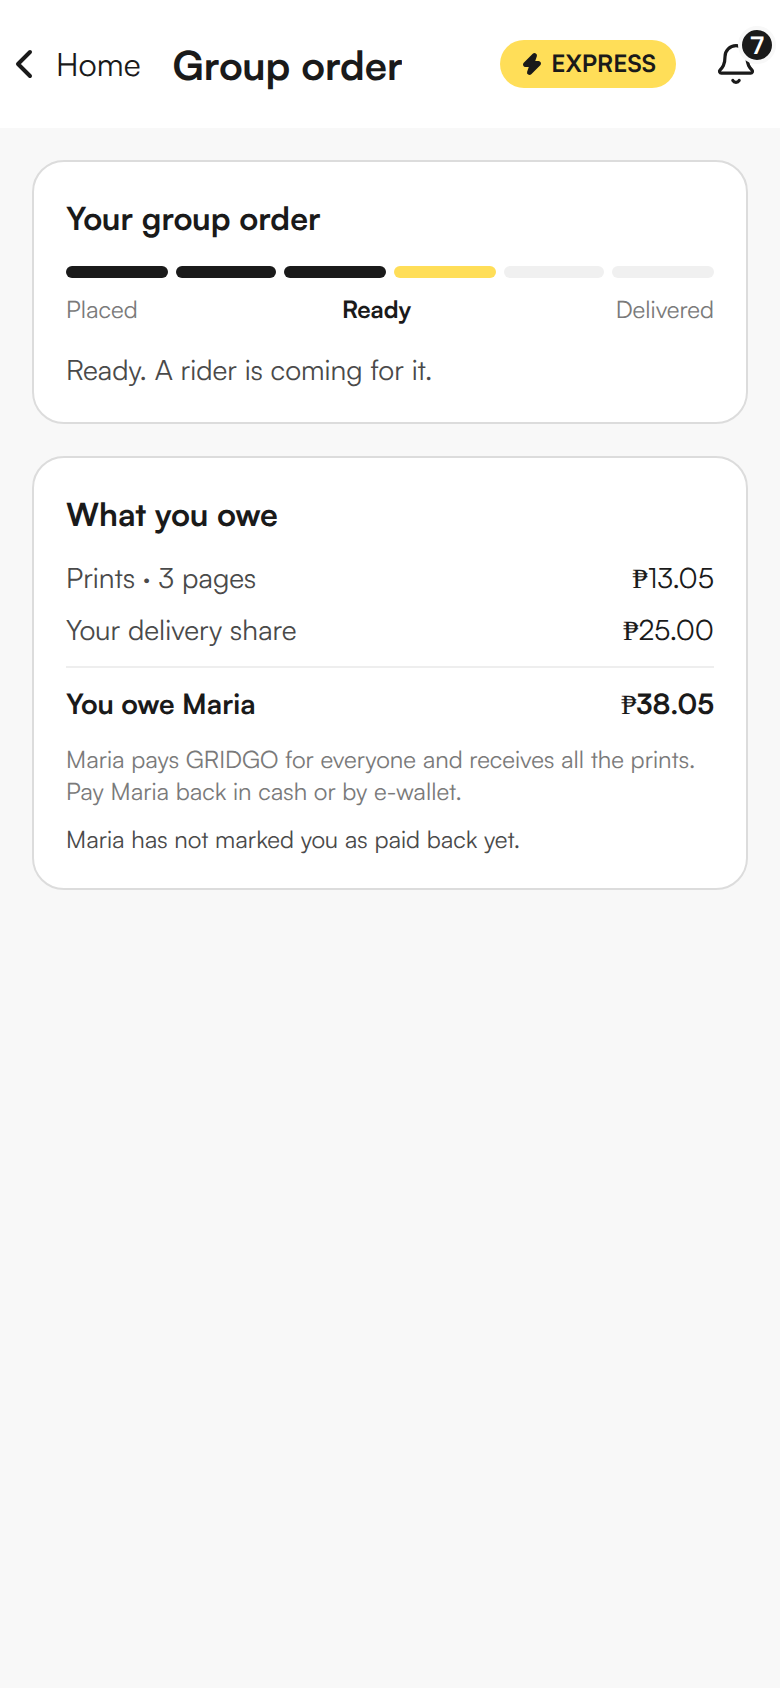 Home Group order EXPRESS 7
Your group order
Placed Ready Delivered
Ready. A rider is coming for it.
What you owe
Prints · 3 pages ₱13.05
Your delivery share ₱25.00
You owe Maria ₱38.05
Maria pays GRIDGO for everyone and receives all the prints.
Pay Maria back in cash or by e-wallet.
Maria has not marked you as paid back yet.